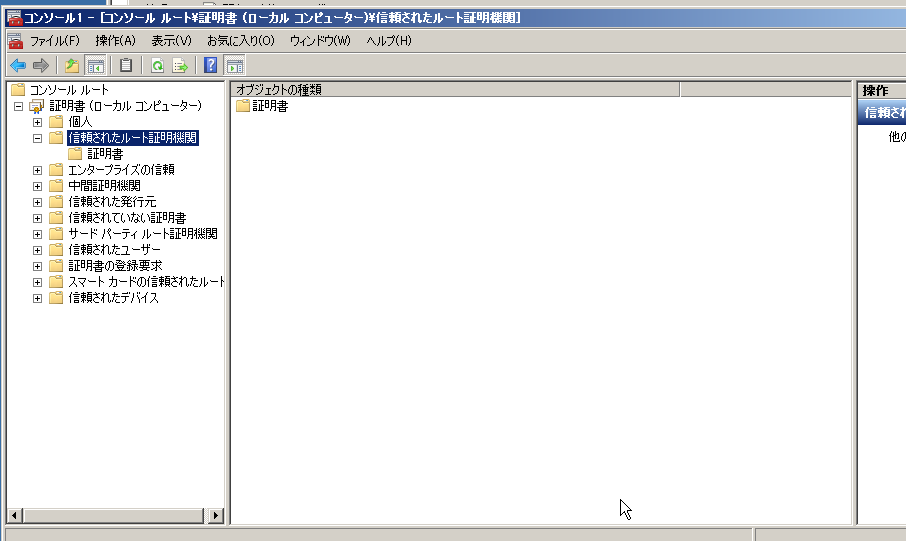 コンソール1 - [コンソール ルート¥証明書 (ローカル コンピューター)¥信頼されたルート証明機関]
ファイル(F) 操作(A) 表示(V) お気に入り(O) ウィンドウ(W) ヘルプ(H)
コンソール ルート
証明書 (ローカル コンピューター)
個人
信頼されたルート証明機関
証明書
エンタープライズの信頼
中間証明機関
信頼された発行元
信頼されていない証明書
サード パーティ ルート証明機関
信頼されたユーザー
証明書の登録要求
スマート カードの信頼されたルート
信頼されたデバイス
オブジェクトの種類
証明書
操作
信頼され
他の